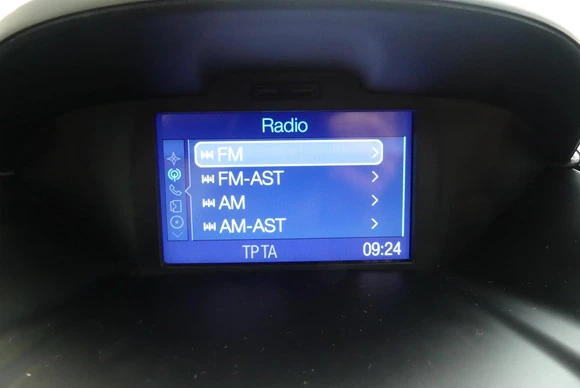 Radio
FM
FM-AST
AM
AM-AST
TP TA 09:24